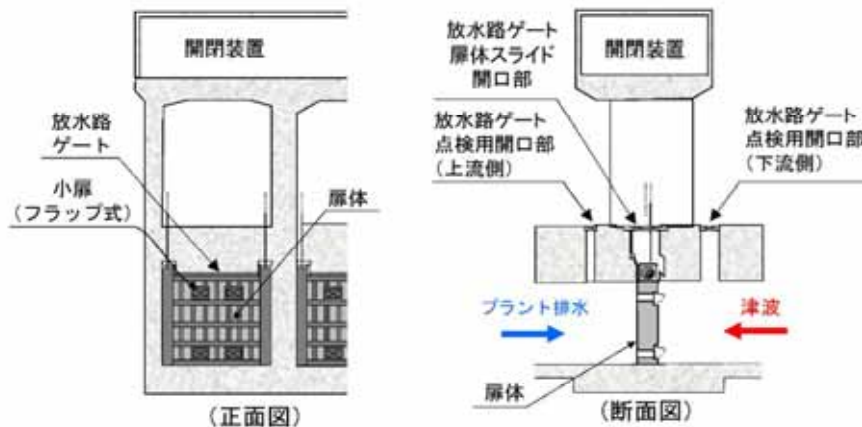 開閉装置
放水路
ゲート
小扉
(フラップ式)
扉体
(正面図)
放水路ゲート
扉体スライド
開口部
開閉装置
放水路ゲート
点検用開口部
(上流側)
放水路ゲート
点検用開口部
(下流側)
プラント排水
津波
扉体
(断面図)